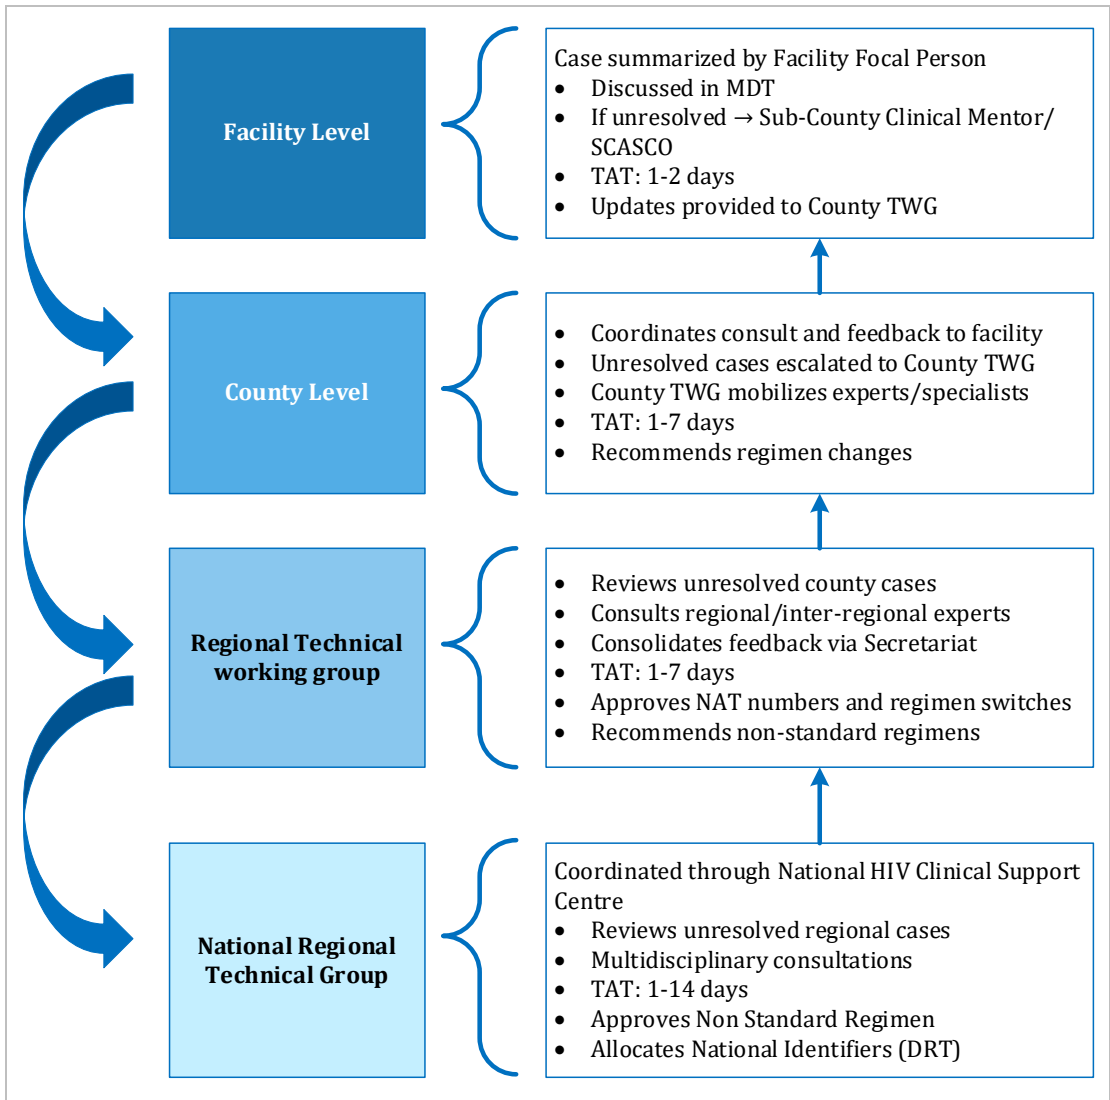 Facility Level
Case summarized by Facility Focal Person
• Discussed in MDT
• If unresolved → Sub-County Clinical Mentor/
SCASCO
• TAT: 1-2 days
• Updates provided to County TWG
County Level
• Coordinates consult and feedback to facility
• Unresolved cases escalated to County TWG
• County TWG mobilizes experts/specialists
• TAT: 1-7 days
• Recommends regimen changes
Regional Technical
working group
• Reviews unresolved county cases
• Consults regional/inter-regional experts
• Consolidates feedback via Secretariat
• TAT: 1-7 days
• Approves NAT numbers and regimen switches
• Recommends non-standard regimens
National Regional
Technical Group
Coordinated through National HIV Clinical Support
Centre
• Reviews unresolved regional cases
• Multidisciplinary consultations
• TAT: 1-14 days
• Approves Non Standard Regimen
• Allocates National Identifiers (DRT)